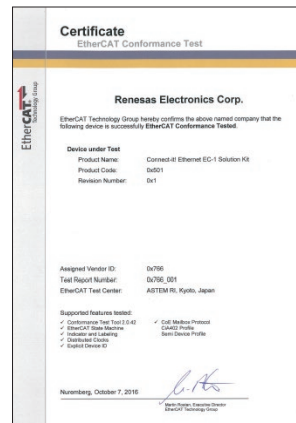 Certificate
EtherCAT Conformance Test
EtherCAT.
Technology Group
Renesas Electronics Corp.
EtherCAT Technology Group hereby confirms the above named company that the
following device is successfully EtherCAT Conformance Tested.
Device under Test
Product Name: Connect-it! Ethernet EC-1 Solution Kit
Product Code: 0x501
Revision Number: 0x1
Assigned Vendor ID: 0x766
Test Report Number: 0x766_001
EtherCAT Test Center: ASTEM RI, Kyoto, Japan
Supported features tested:
✓ Conformance Test Tool 2.0.42
✓ EtherCAT State Machine
✓ Indicator and Labeling
✓ Distributed Clocks
✓ Explicit Device ID
✓ CoE Mailbox Protocol
CiA402 Profile
Semi Device Profile
Nuremberg, October 7, 2016
Martin Rostan, Executive Director
EtherCAT Technology Group